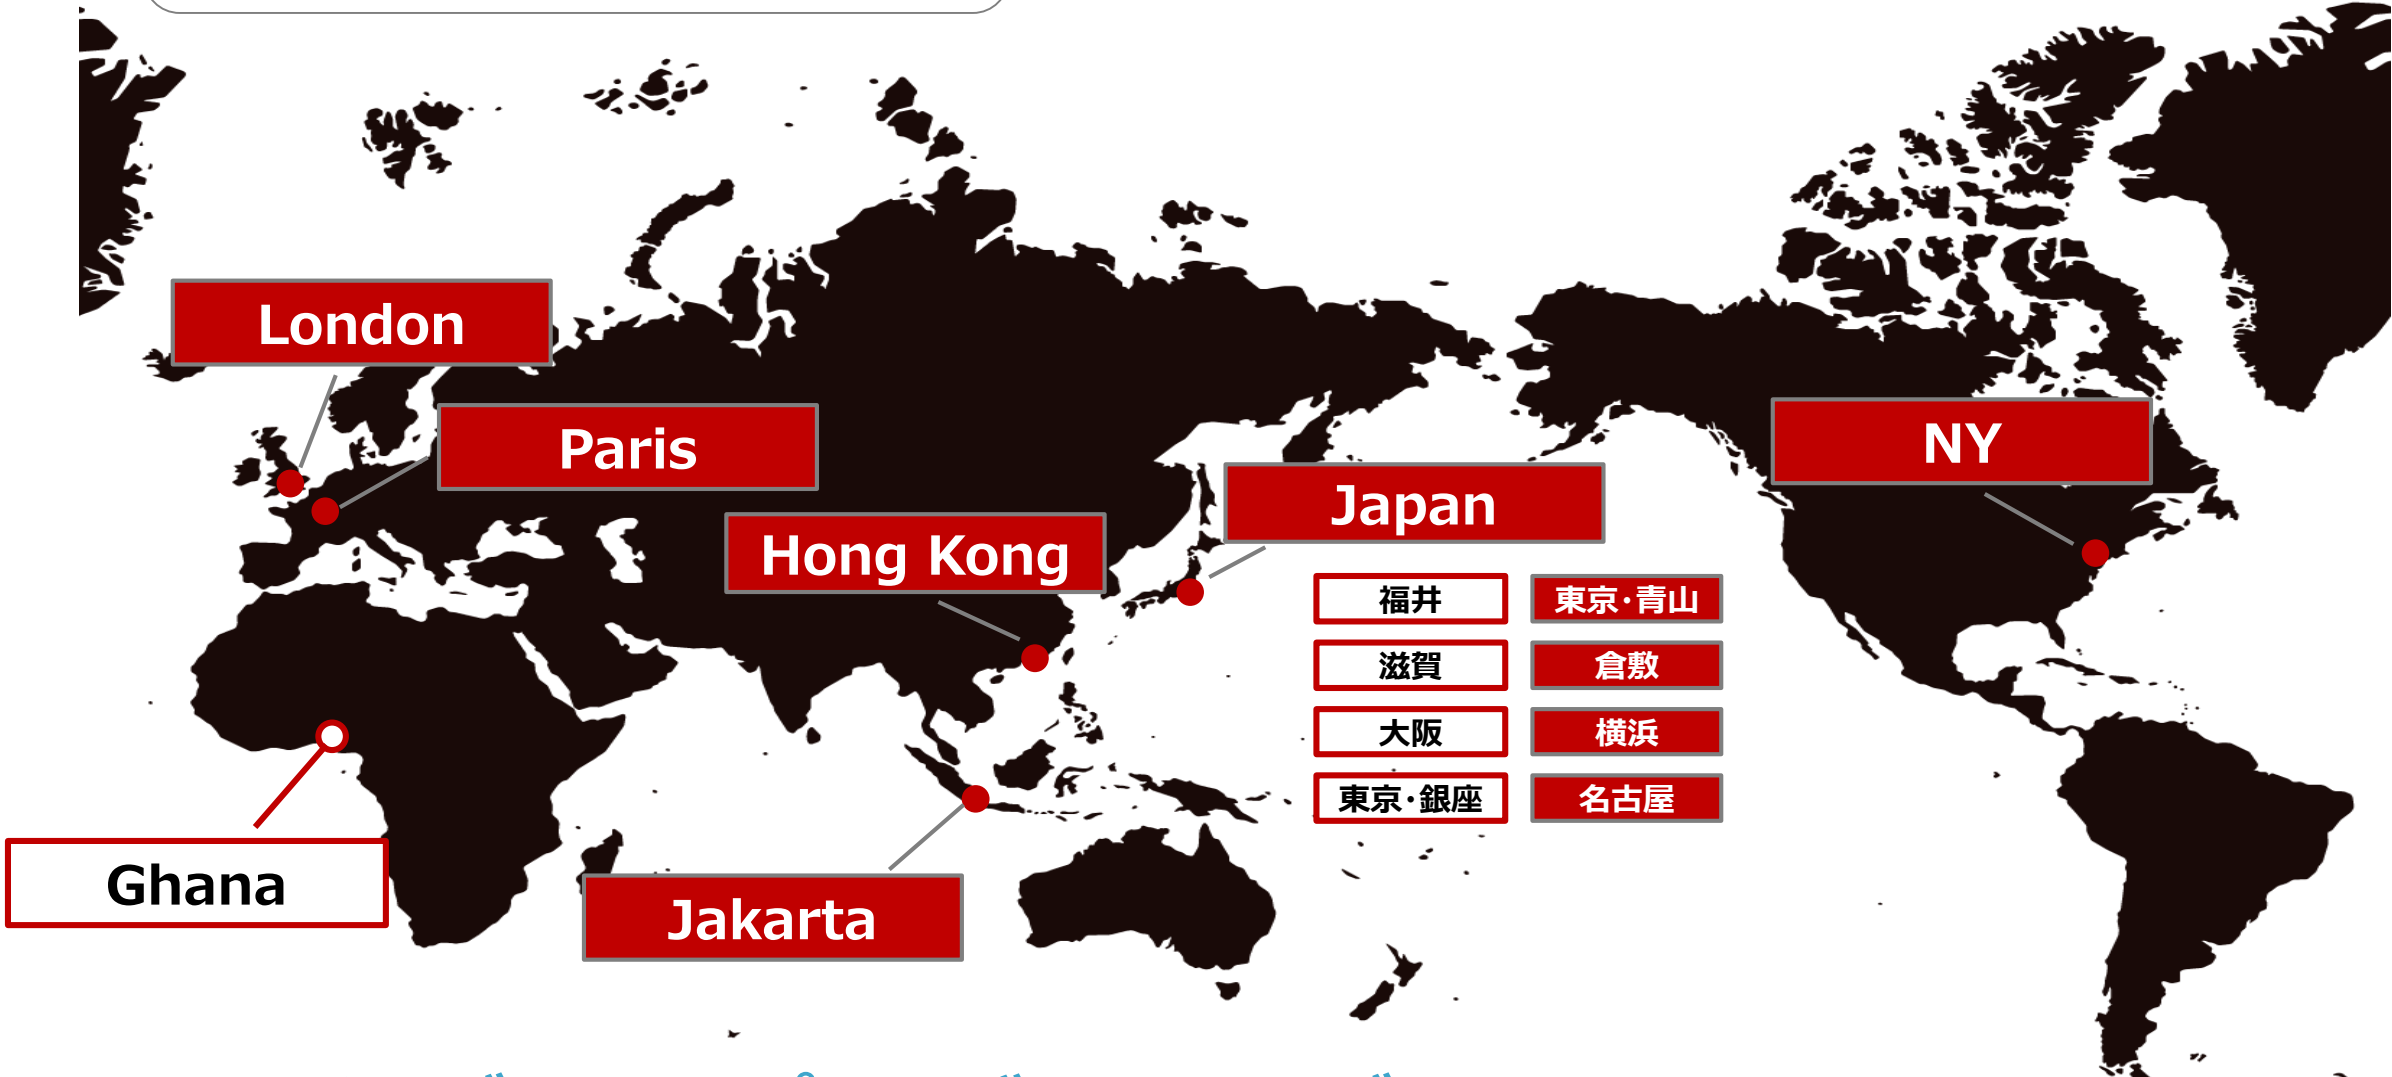 London
Paris
NY
Japan
Hong Kong
福井
東京･青山
滋賀
倉敷
大阪
横浜
東京･銀座
名古屋
Ghana
Jakarta